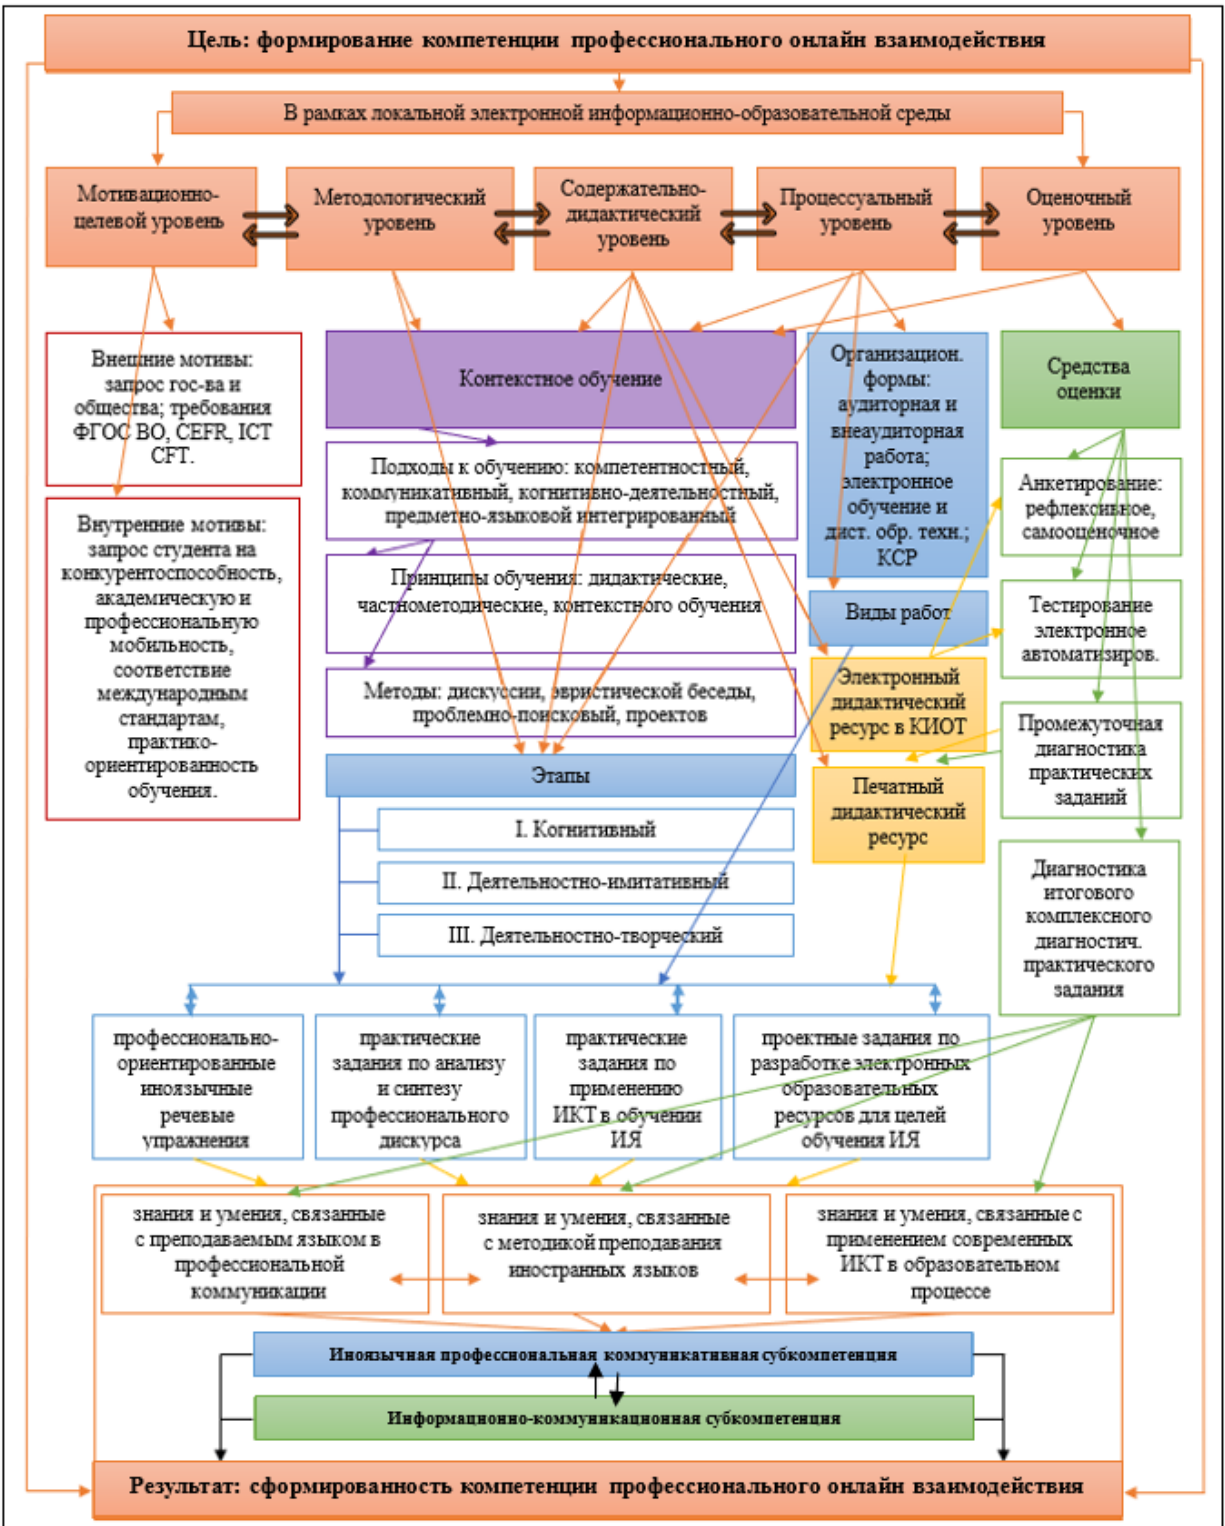 Цель: формирование компетенции профессионального онлайн взаимодействия
В рамках локальной электронной информационно-образовательной среды
Мотивационно-
целевой уровень
Методологический
уровень
Содержательно-
дидактический
уровень
Процессуальный
уровень
Оценочный
уровень
Внешние мотивы:
запрос гос-ва и
общества; требования
ФГОС ВО, CEFR, ICT
CFT.
Внутренние мотивы:
запрос студента на
конкурентоспособность,
академическую и
профессиональную
мобильность,
соответствие
международным
стандартам,
практико-
ориентированность
обучения.
Контекстное обучение
Подходы к обучению: компетентностный,
коммуникативный, когнитивно-деятельностный,
предметно-языковой интегрированный
Принципы обучения: дидактические,
частнометодические, контекстного обучения
Методы: дискуссии, эвристической беседы,
проблемно-поисковый, проектов
Этапы
I. Когнитивный
II. Деятельностно-имитативный
III. Деятельностно-творческий
Организацион.
формы:
аудиторная и
внеаудиторная
работа;
электронное
обучение и
дист. обр. техн.;
КСР
Виды работ
Электронный
дидактический
ресурс в КИОТ
Печатный
дидактический
ресурс
Средства
оценки
Анкетирование:
рефлексивное,
самооценочное
Тестирование
электронное
автоматизиров.
Промежуточная
диагностика
практических
заданий
Диагностика
итогового
комплексного
диагностич.
практического
задания
профессионально-
ориентированные
иноязычные
речевые
упражнения
практические
задания по анализу
и синтезу
профессионального
дискурса
практические
задания по
применению
ИКТ в обучении
ИЯ
проектные задания по
разработке электронных
образовательных
ресурсов для целей
обучения ИЯ
знания и умения, связанные
с преподаваемым языком в
профессиональной
коммуникации
знания и умения, связанные
с методикой преподавания
иностранных языков
знания и умения, связанные с
применением современных
ИКТ в образовательном
процессе
Иноязычная профессиональная коммуникативная субкомпетенция
Информационно-коммуникационная субкомпетенция
Результат: сформированность компетенции профессионального онлайн взаимодействия